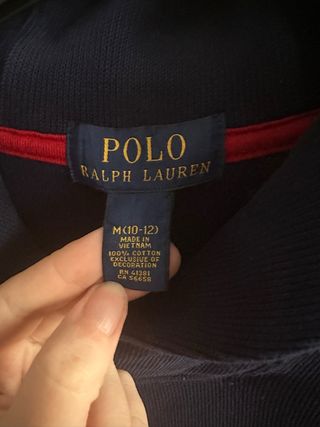 POLO
RALPH LAUREN
M(10-12)
MADE IN
VIETNAM
100% COTTON
EXCLUSIVE OF
DECORATION
RN 41381
CA 56658